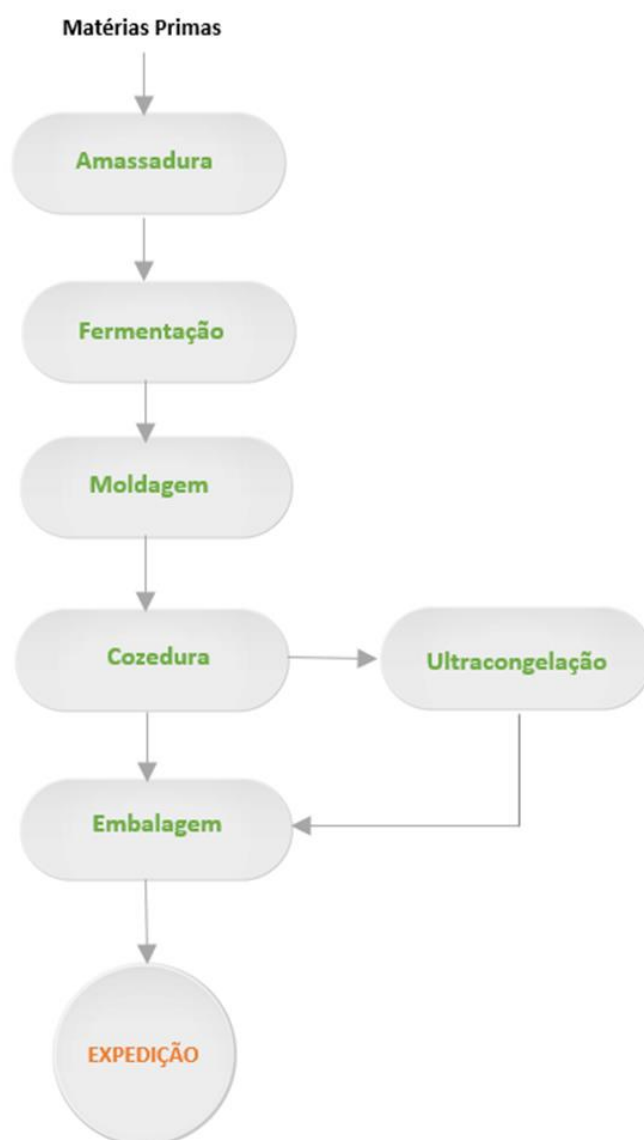 Matérias Primas
Amassadura
Fermentação
Moldagem
Cozedura
Ultracongelação
Embalagem
EXPEDIÇÃO